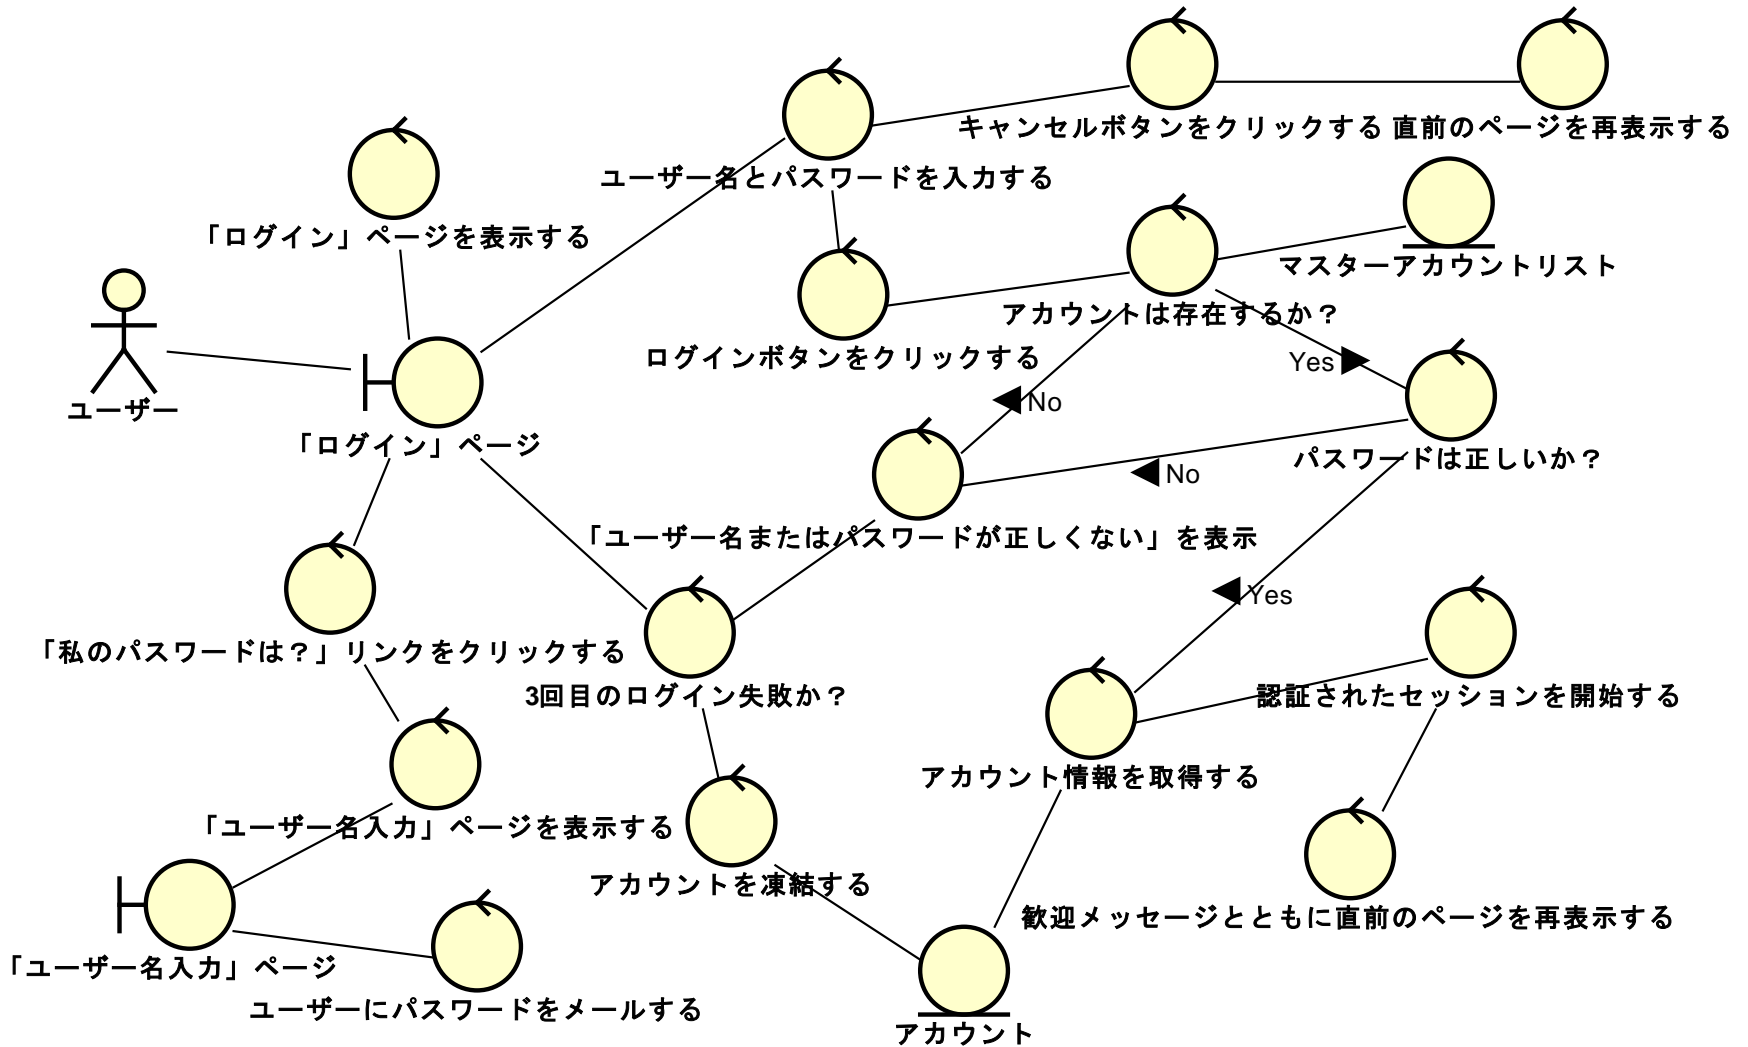 キャンセルボタンをクリックする
直前のページを再表示する
ユーザー名とパスワードを入力する
「ログイン」ページを表示する
マスターアカウントリスト
アカウントは存在するか？
ログインボタンをクリックする
Yes
No
ユーザー
「ログイン」ページ
パスワードは正しいか？
No
「ユーザー名またはパスワードが正しくない」を表示
Yes
「私のパスワードは？」リンクをクリックする
3回目のログイン失敗か？
認証されたセッションを開始する
アカウント情報を取得する
「ユーザー名入力」ページを表示する
アカウントを凍結する
歓迎メッセージとともに直前のページを再表示する
「ユーザー名入力」ページ
ユーザーにパスワードをメールする
アカウント